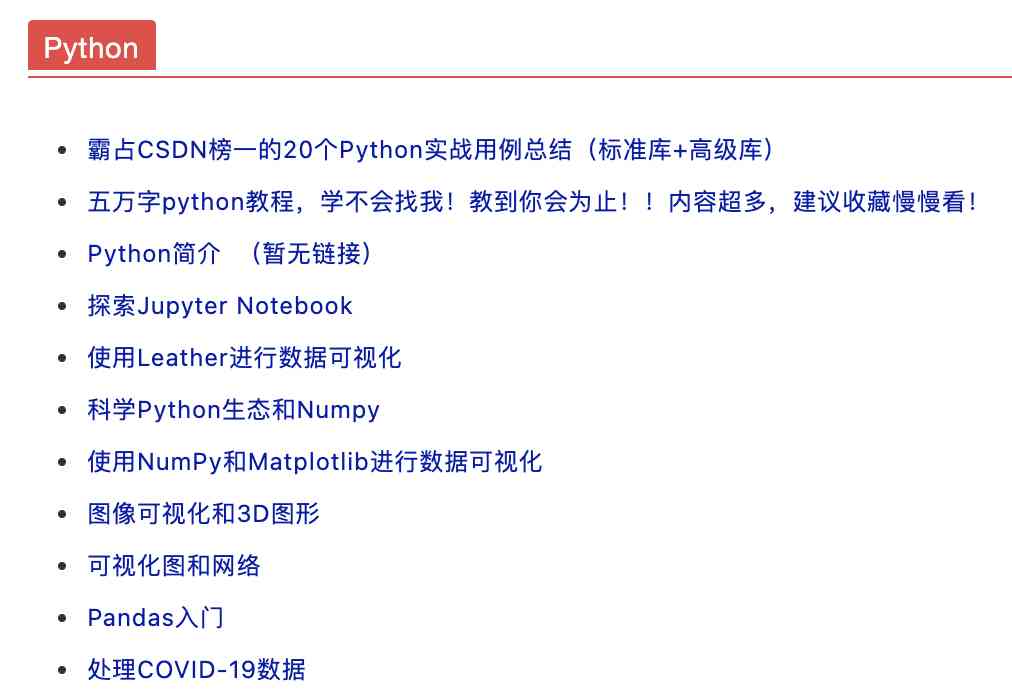 Python
霸占CSDN榜一的20个Python实战用例总结（标准库+高级库）
五万字python教程，学不会找我！教到你会为止！！内容超多，建议收藏慢慢看！
Python简介 （暂无链接）
探索Jupyter Notebook
使用Leather进行数据可视化
科学Python生态和Numpy
使用NumPy和Matplotlib进行数据可视化
图像可视化和3D图形
可视化图和网络
Pandas入门
处理COVID-19数据